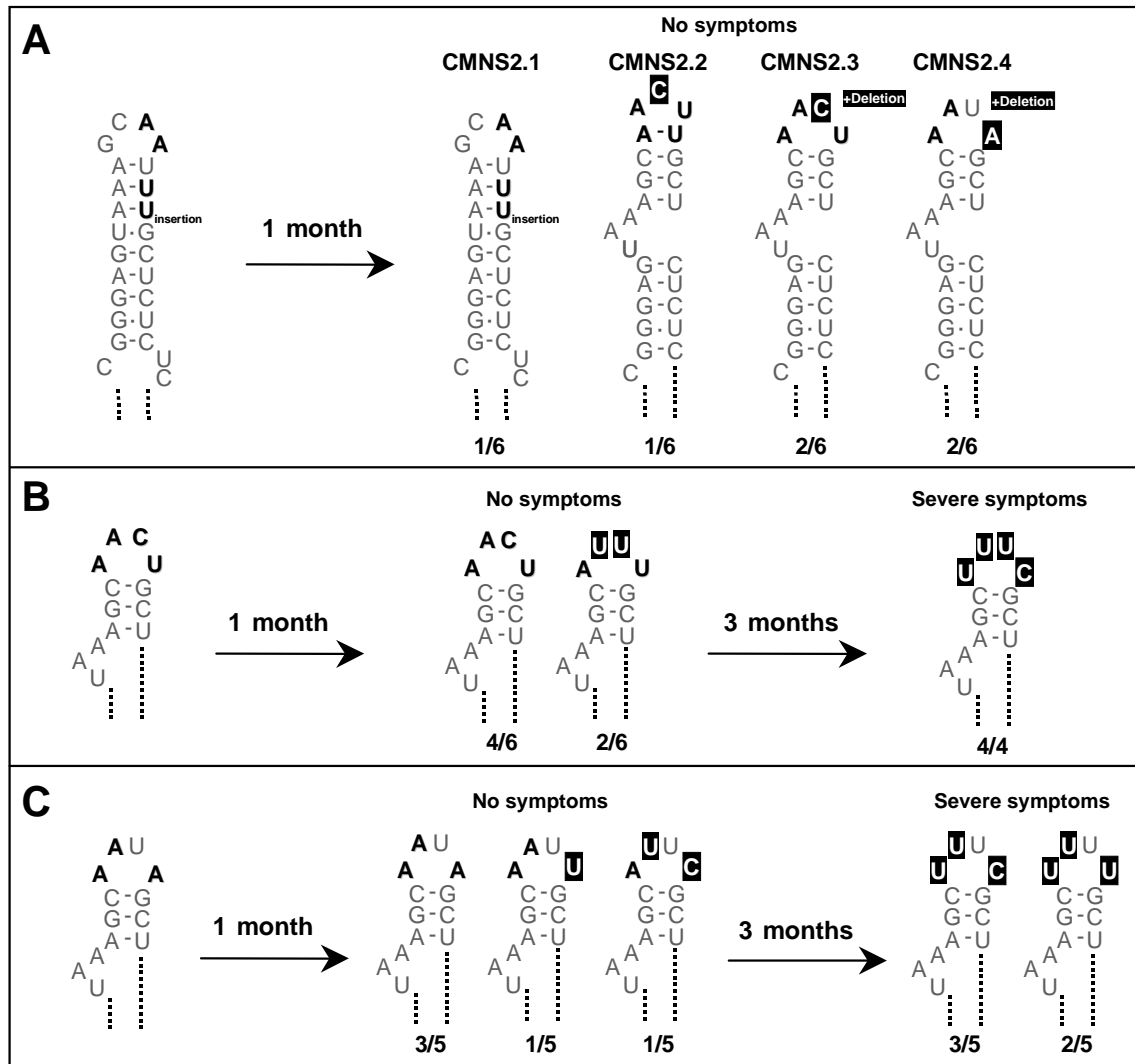 A
No symptoms
CMNS2.1
CMNS2.2
CMNS2.3
CMNS2.4
C A
G A
A-U
A-U
A-U insertion
U·G
G-C
A-U
G-C
G·U
G-C
C U
C
1 month
C A
G A
A-U
A-U
A-U insertion
U·G
G-C
A-U
G-C
G·U
G-C
C U
C
1/6
C
A U
A-U
C-G
G-C
A-U
A
A
U
G-C
A-U
G-C
G·U
G-C
C
1/6
A C +Deletion
A U
C-G
G-C
A-U
A
A
U
G-C
A-U
G-C
G·U
G-C
C
2/6
A U +Deletion
A A
C-G
G-C
A-U
A
A
U
G-C
A-U
G-C
G·U
G-C
C
2/6
B
No symptoms
Severe symptoms
A C
A U
C-G
G-C
A-U
A
A
U
1 month
A C
A U
C-G
G-C
A-U
A
A
U
4/6
U U
A U
C-G
G-C
A-U
A
A
U
2/6
3 months
U U
U C
C-G
G-C
A-U
A
A
U
4/4
C
No symptoms
Severe symptoms
A U
A A
C-G
G-C
A-U
A
A
U
1 month
A U
A A
C-G
G-C
A-U
A
A
U
3/5
A U
A U
C-G
G-C
A-U
A
A
U
1/5
U U
A C
C-G
G-C
A-U
A
A
U
1/5
3 months
U U
U C
C-G
G-C
A-U
A
A
U
3/5
U U
U U
C-G
G-C
A-U
A
A
U
2/5